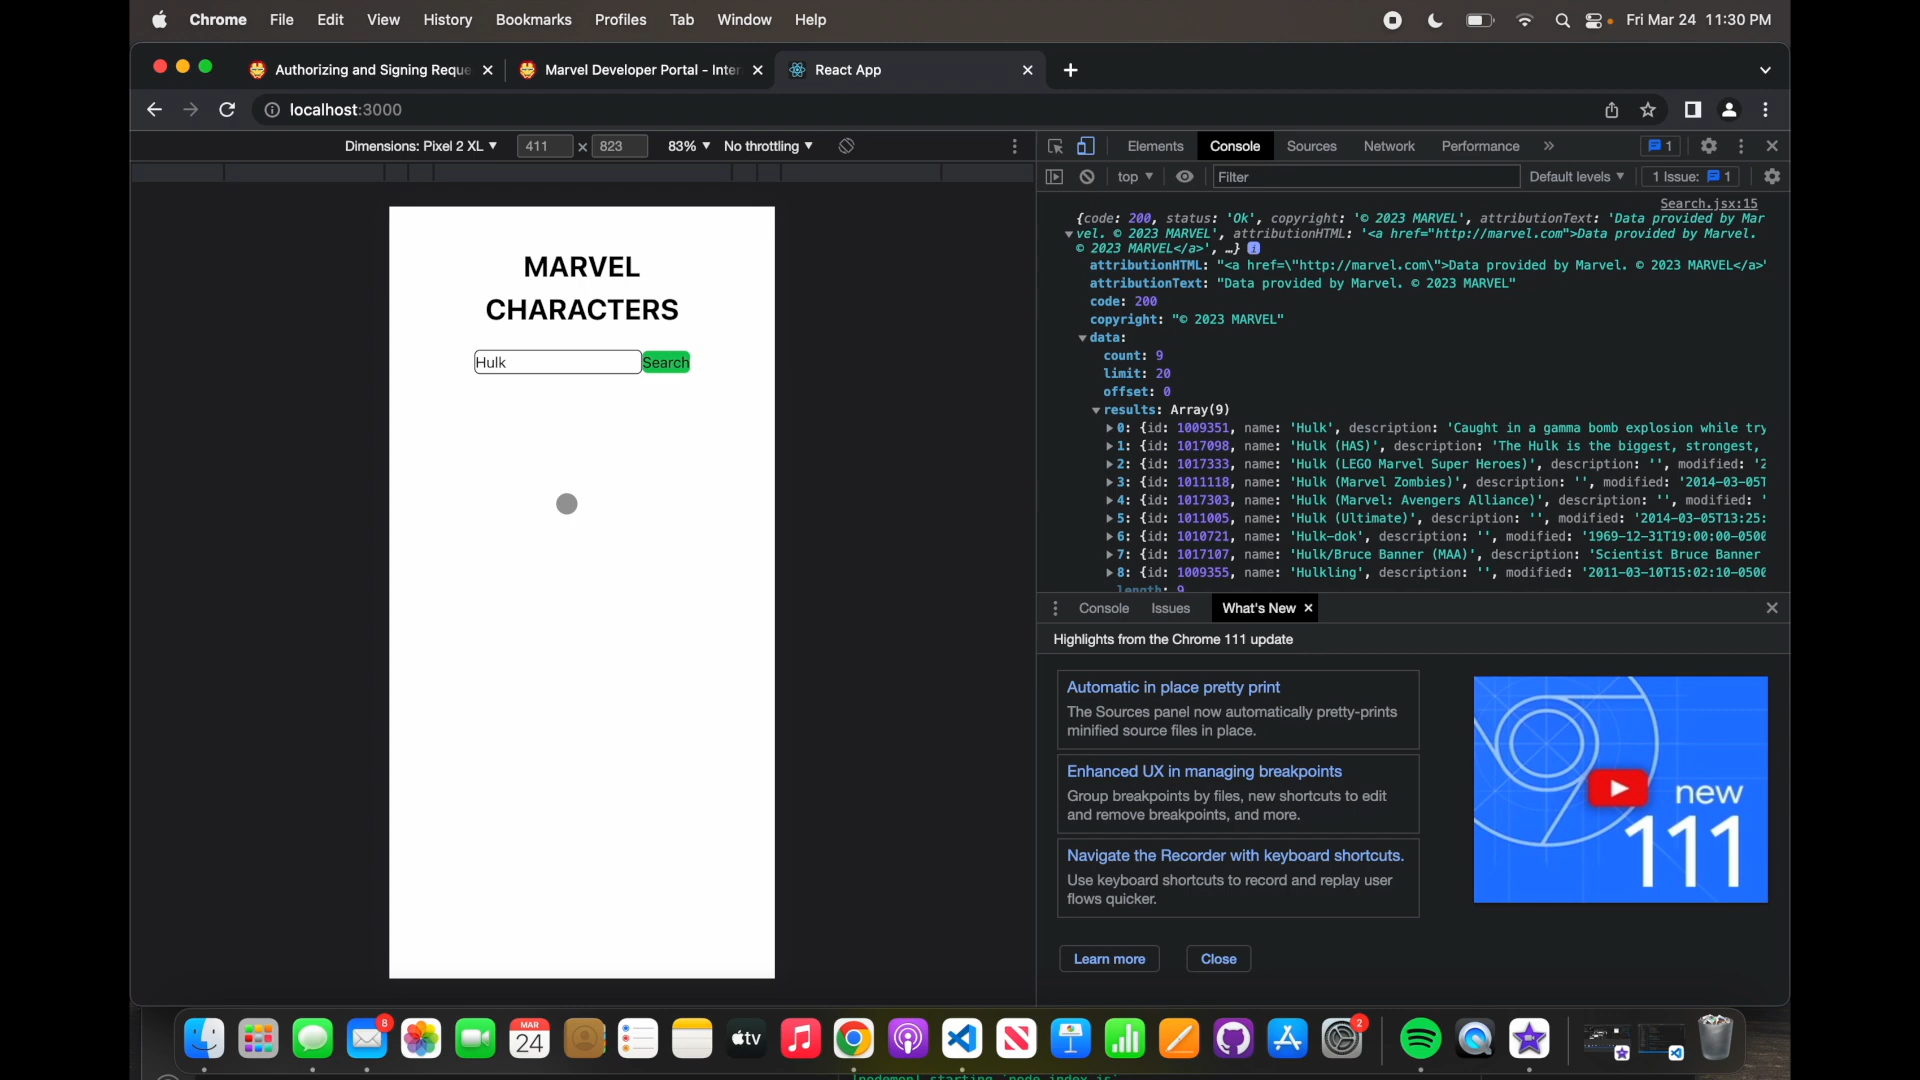 Chrome File Edit View History Bookmarks Profiles Tab Window Help Fri Mar 24 11:30 PM
Authorizing and Signing Reque Marvel Developer Portal - Inter React App
localhost:3000
Dimensions: Pixel 2 XL 411 × 823 83% No throttling
Elements Console Sources Network Performance 1
top Filter Default levels 1 Issue: 1
MARVEL
CHARACTERS
Hulk Search
Search.jsx:15
{code: 200, status: 'Ok', copyright: '© 2023 MARVEL', attributionText: 'Data provided by Mar
vel. © 2023 MARVEL', attributionHTML: '<a href="http://marvel.com">Data provided by Marvel.
© 2023 MARVEL</a>', …}
attributionHTML: "<a href=\"http://marvel.com\">Data provided by Marvel. © 2023 MARVEL</a>"
attributionText: "Data provided by Marvel. © 2023 MARVEL"
code: 200
copyright: "© 2023 MARVEL"
data:
count: 9
limit: 20
offset: 0
results: Array(9)
0: {id: 1009351, name: 'Hulk', description: 'Caught in a gamma bomb explosion while try
1: {id: 1017098, name: 'Hulk (HAS)', description: 'The Hulk is the biggest, strongest,
2: {id: 1017333, name: 'Hulk (LEGO Marvel Super Heroes)', description: '', modified: '2
3: {id: 1011118, name: 'Hulk (Marvel Zombies)', description: '', modified: '2014-03-05T
4: {id: 1017303, name: 'Hulk (Marvel: Avengers Alliance)', description: '', modified: '
5: {id: 1011005, name: 'Hulk (Ultimate)', description: '', modified: '2014-03-05T13:25:
6: {id: 1010721, name: 'Hulk-dok', description: '', modified: '1969-12-31T19:00:00-0500
7: {id: 1017107, name: 'Hulk/Bruce Banner (MAA)', description: 'Scientist Bruce Banner
8: {id: 1009355, name: 'Hulkling', description: '', modified: '2011-03-10T15:02:10-0500
length: 9
Console Issues What's New
Highlights from the Chrome 111 update
Automatic in place pretty print
The Sources panel now automatically pretty-prints
minified source files in place.
Enhanced UX in managing breakpoints
Group breakpoints by files, new shortcuts to edit
and remove breakpoints, and more.
Navigate the Recorder with keyboard shortcuts.
Use keyboard shortcuts to record and replay user
flows quicker.
new
111
Learn more Close
8 MAR 24 tv 2
[nodemon] starting `node index.js`